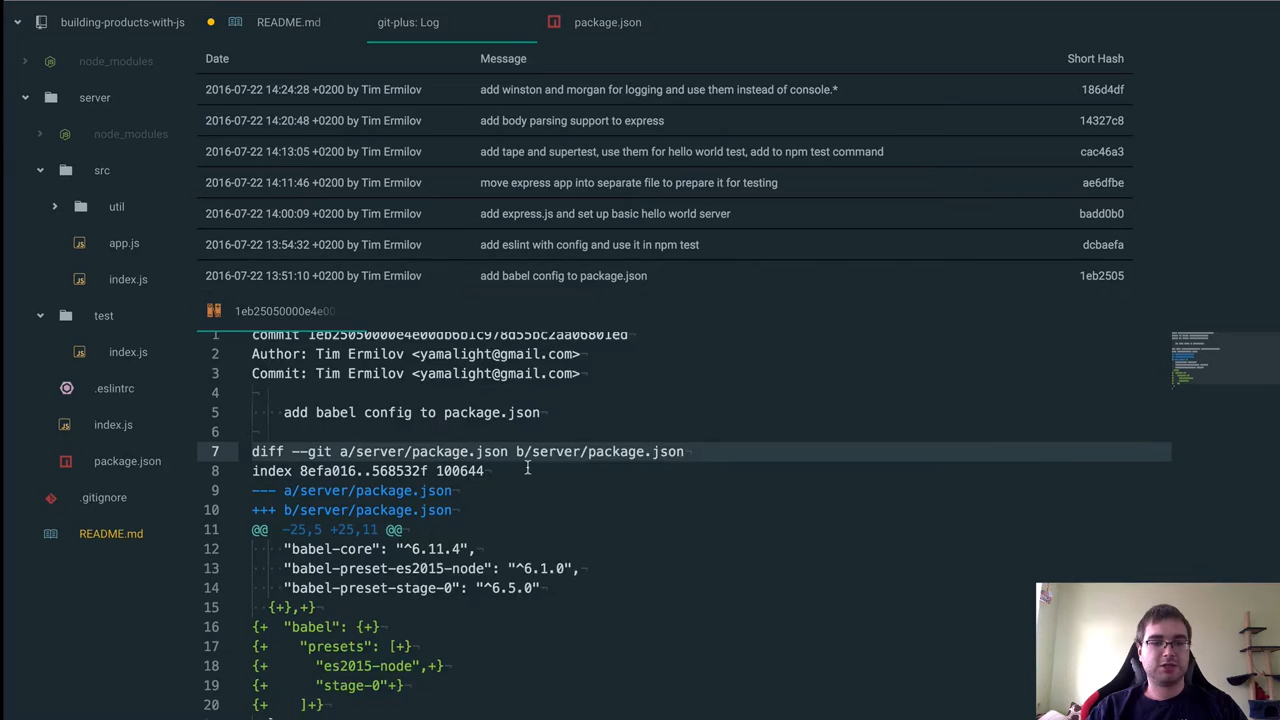 building-products-with-js
README.md
git-plus: Log
package.json
node_modules
server
node_modules
src
util
app.js
index.js
test
index.js
.eslintrc
index.js
package.json
.gitignore
README.md
Date Message Short Hash
2016-07-22 14:24:28 +0200 by Tim Ermilov add winston and morgan for logging and use them instead of console.* 186d4df
2016-07-22 14:20:48 +0200 by Tim Ermilov add body parsing support to express 14327c8
2016-07-22 14:13:05 +0200 by Tim Ermilov add tape and supertest, use them for hello world test, add to npm test command cac46a3
2016-07-22 14:11:46 +0200 by Tim Ermilov move express app into separate file to prepare it for testing ae6dfbe
2016-07-22 14:00:09 +0200 by Tim Ermilov add express.js and set up basic hello world server badd0b0
2016-07-22 13:54:32 +0200 by Tim Ermilov add eslint with config and use it in npm test dcbaefa
2016-07-22 13:51:10 +0200 by Tim Ermilov add babel config to package.json 1eb2505
1eb25050000e4e00
1 commit 1eb25050000e4e00db6b1c978d55bc2aa06801ed
2 Author: Tim Ermilov <yamalight@gmail.com>
3 Commit: Tim Ermilov <yamalight@gmail.com>
4
5 add babel config to package.json
6
7 diff --git a/server/package.json b/server/package.json
8 index 8efa016..568532f 100644
9 --- a/server/package.json
10 +++ b/server/package.json
11 @@ -25,5 +25,11 @@
12 "babel-core": "^6.11.4",
13 "babel-preset-es2015-node": "^6.1.0",
14 "babel-preset-stage-0": "^6.5.0"
15 {+},+}
16 {+ "babel": {+}
17 {+ "presets": [+}
18 {+ "es2015-node",+}
19 {+ "stage-0"+}
20 {+ ]+}